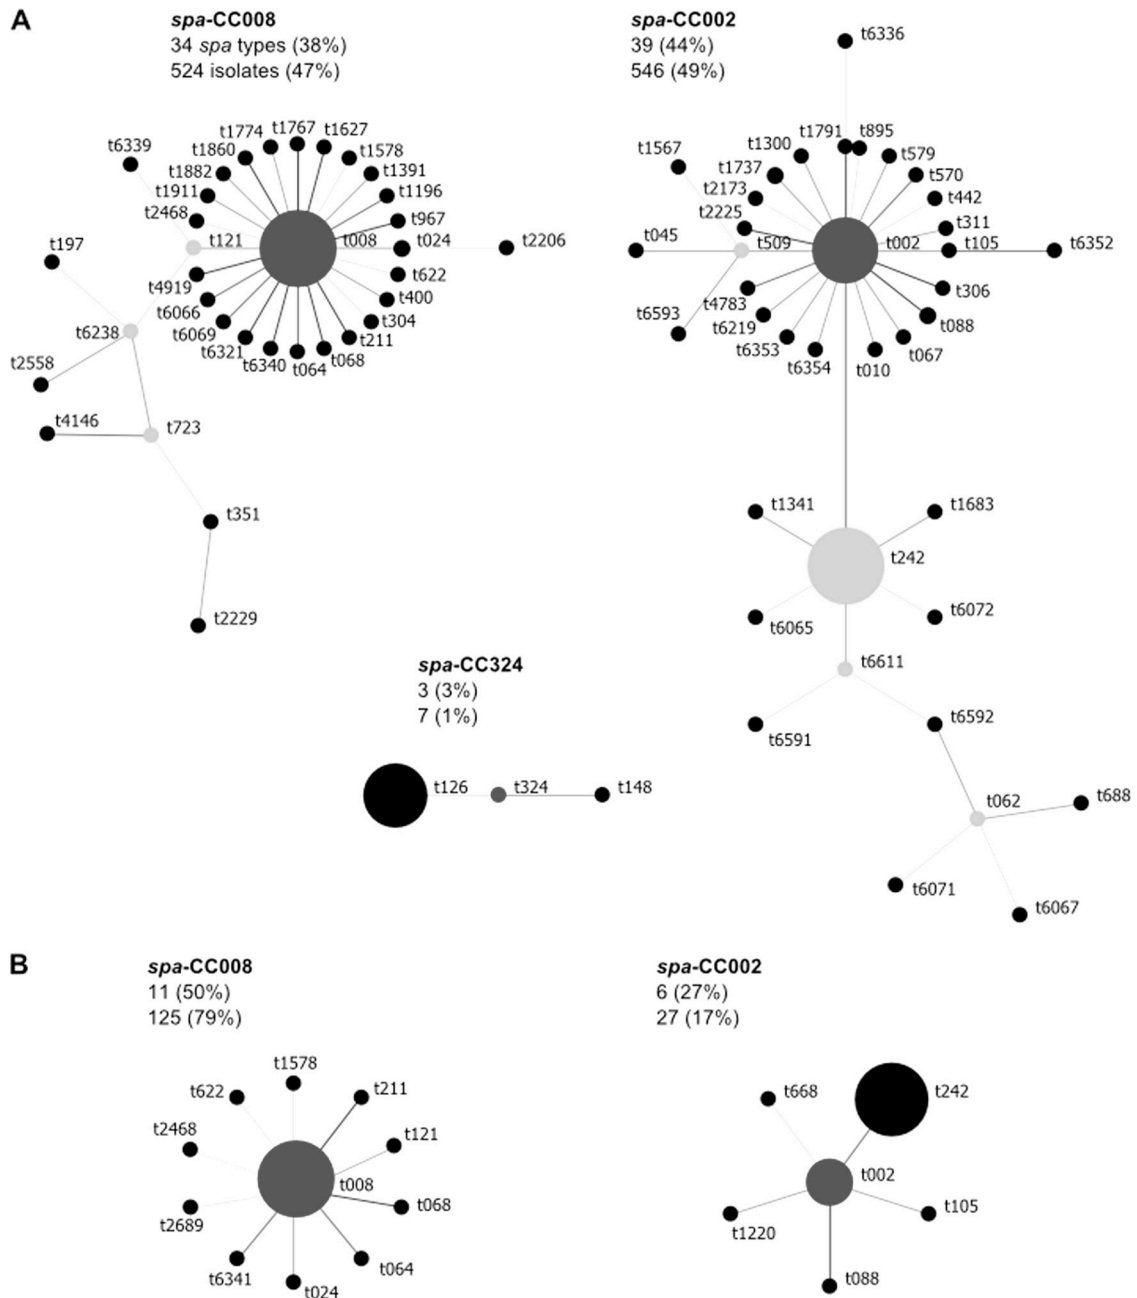 A
spa-CC008
34 spa types (38%)
524 isolates (47%)
spa-CC002
39 (44%)
546 (49%)
t6336
t1767
t1774
t1627
t1860
t1578
t6339
t1882
t1391
t1911
t1196
t2468
t967
t121
t008
t024
t2206
t197
t4919
t622
t6066
t400
t6069
t304
t6238
t6321
t211
t6340
t068
t064
t2558
t4146
t723
t351
t2229
t1791
t895
t1300
t579
t1567
t1737
t570
t2173
t442
t2225
t311
t045
t509
t002
t105
t6352
t4783
t306
t6593
t6219
t088
t6353
t067
t6354
t010
t1341
t1683
t242
t6065
t6072
t6611
t6591
t6592
t062
t688
t6071
t6067
spa-CC324
3 (3%)
7 (1%)
t126
t324
t148
B
spa-CC008
11 (50%)
125 (79%)
t1578
t622
t211
t2468
t121
t008
t068
t2689
t064
t6341
t024
spa-CC002
6 (27%)
27 (17%)
t668
t242
t002
t105
t1220
t088